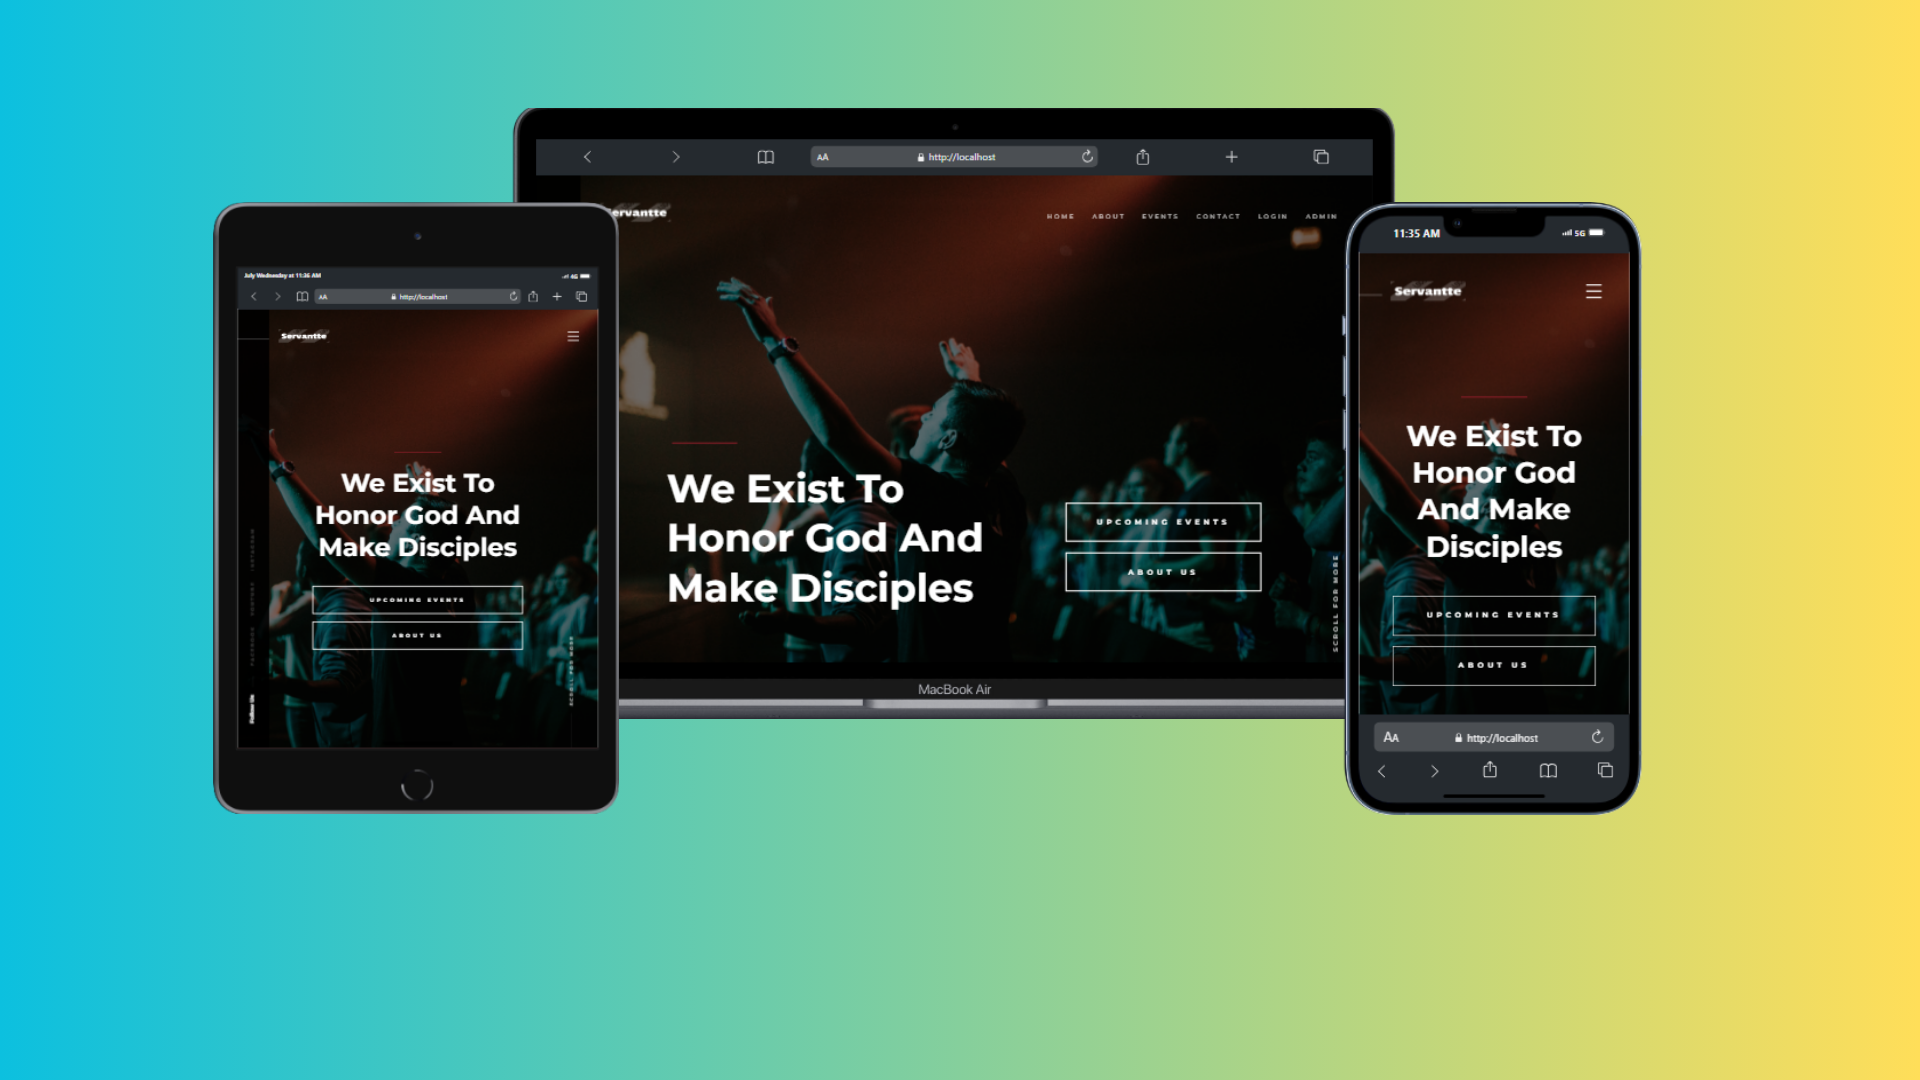 AA
http://localhost
Servantte
HOME ABOUT EVENTS CONTACT LOGIN ADMIN
We Exist To
Honor God And
Make Disciples
UPCOMING EVENTS
ABOUT US
SCROLL FOR MORE
MacBook Air
July Wednesday at 11:36 AM
4G
AA
http://localhost
Servantte
We Exist To
Honor God And
Make Disciples
UPCOMING EVENTS
ABOUT US
Follow Us
SCROLL FOR MORE
11:35 AM
5G
Servantte
We Exist To
Honor God
And Make
Disciples
UPCOMING EVENTS
ABOUT US
AA
http://localhost